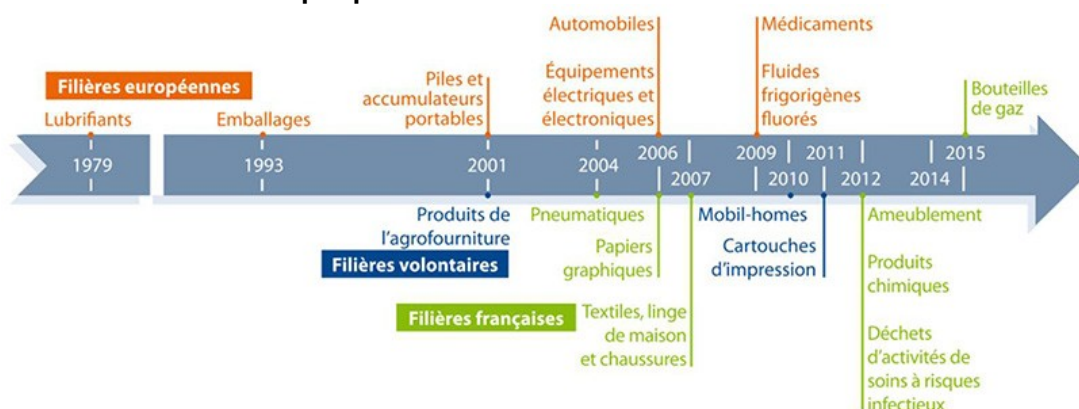 Automobiles
Médicaments
Filières européennes
Piles et
accumulateurs
portables
Équipements
électriques et
électroniques
Fluides
frigorigènes
fluorés
Bouteilles
de gaz
Lubrifiants
Emballages
1979
1993
2001
2004
2006
2007
2009
2010
2011
2012
2014
2015
Produits de
l'agrofourniture
Filières volontaires
Pneumatiques
Papiers
graphiques
Mobil-homes
Cartouches
d'impression
Ameublement
Produits
chimiques
Filières françaises
Textiles, linge
de maison
et chaussures
Déchets
d'activités de
soins à risques
infectieux